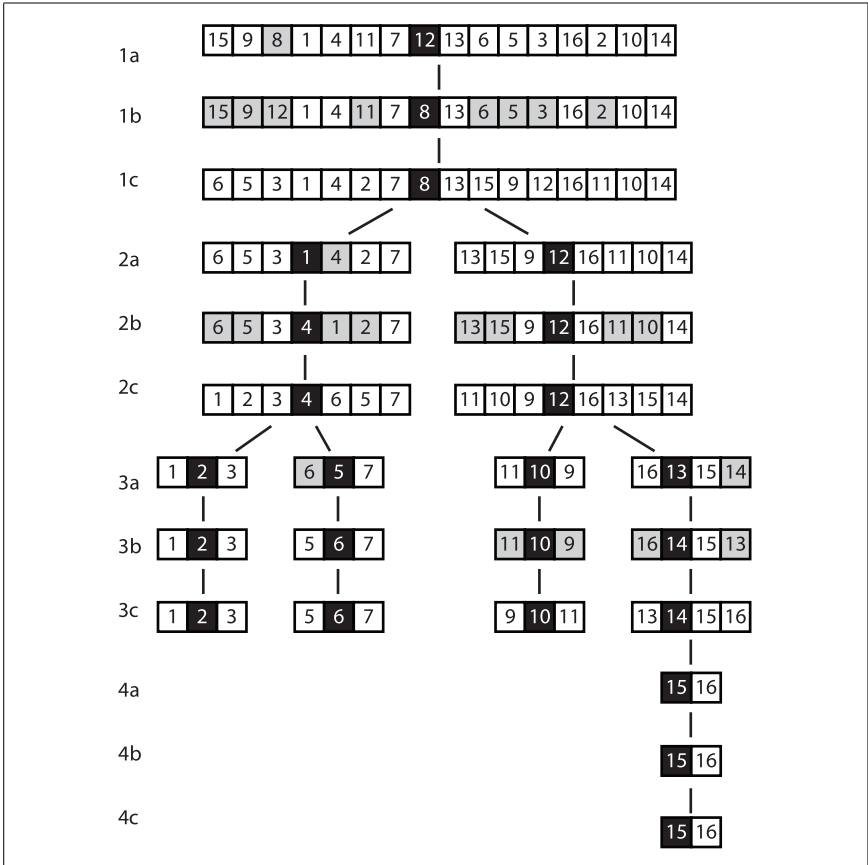 1a 15 9 8 1 4 11 7 12 13 6 5 3 16 2 10 14
1b 15 9 12 1 4 11 7 8 13 6 5 3 16 2 10 14
1c 6 5 3 1 4 2 7 8 13 15 9 12 16 11 10 14
2a 6 5 3 1 4 2 7 13 15 9 12 16 11 10 14
2b 6 5 3 4 1 2 7 13 15 9 12 16 11 10 14
2c 1 2 3 4 6 5 7 11 10 9 12 16 13 15 14
3a 1 2 3 6 5 7 11 10 9 16 13 15 14
3b 1 2 3 5 6 7 11 10 9 16 14 15 13
3c 1 2 3 5 6 7 9 10 11 13 14 15 16
4a 15 16
4b 15 16
4c 15 16